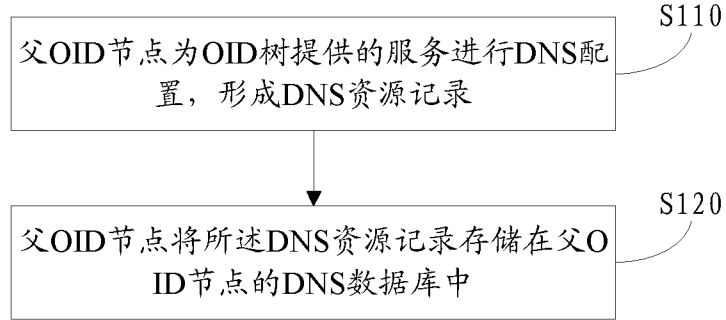 S110
父OID节点为OID树提供的服务进行DNS配
置，形成DNS资源记录
S120
父OID节点将所述DNS资源记录存储在父O
ID节点的DNS数据库中